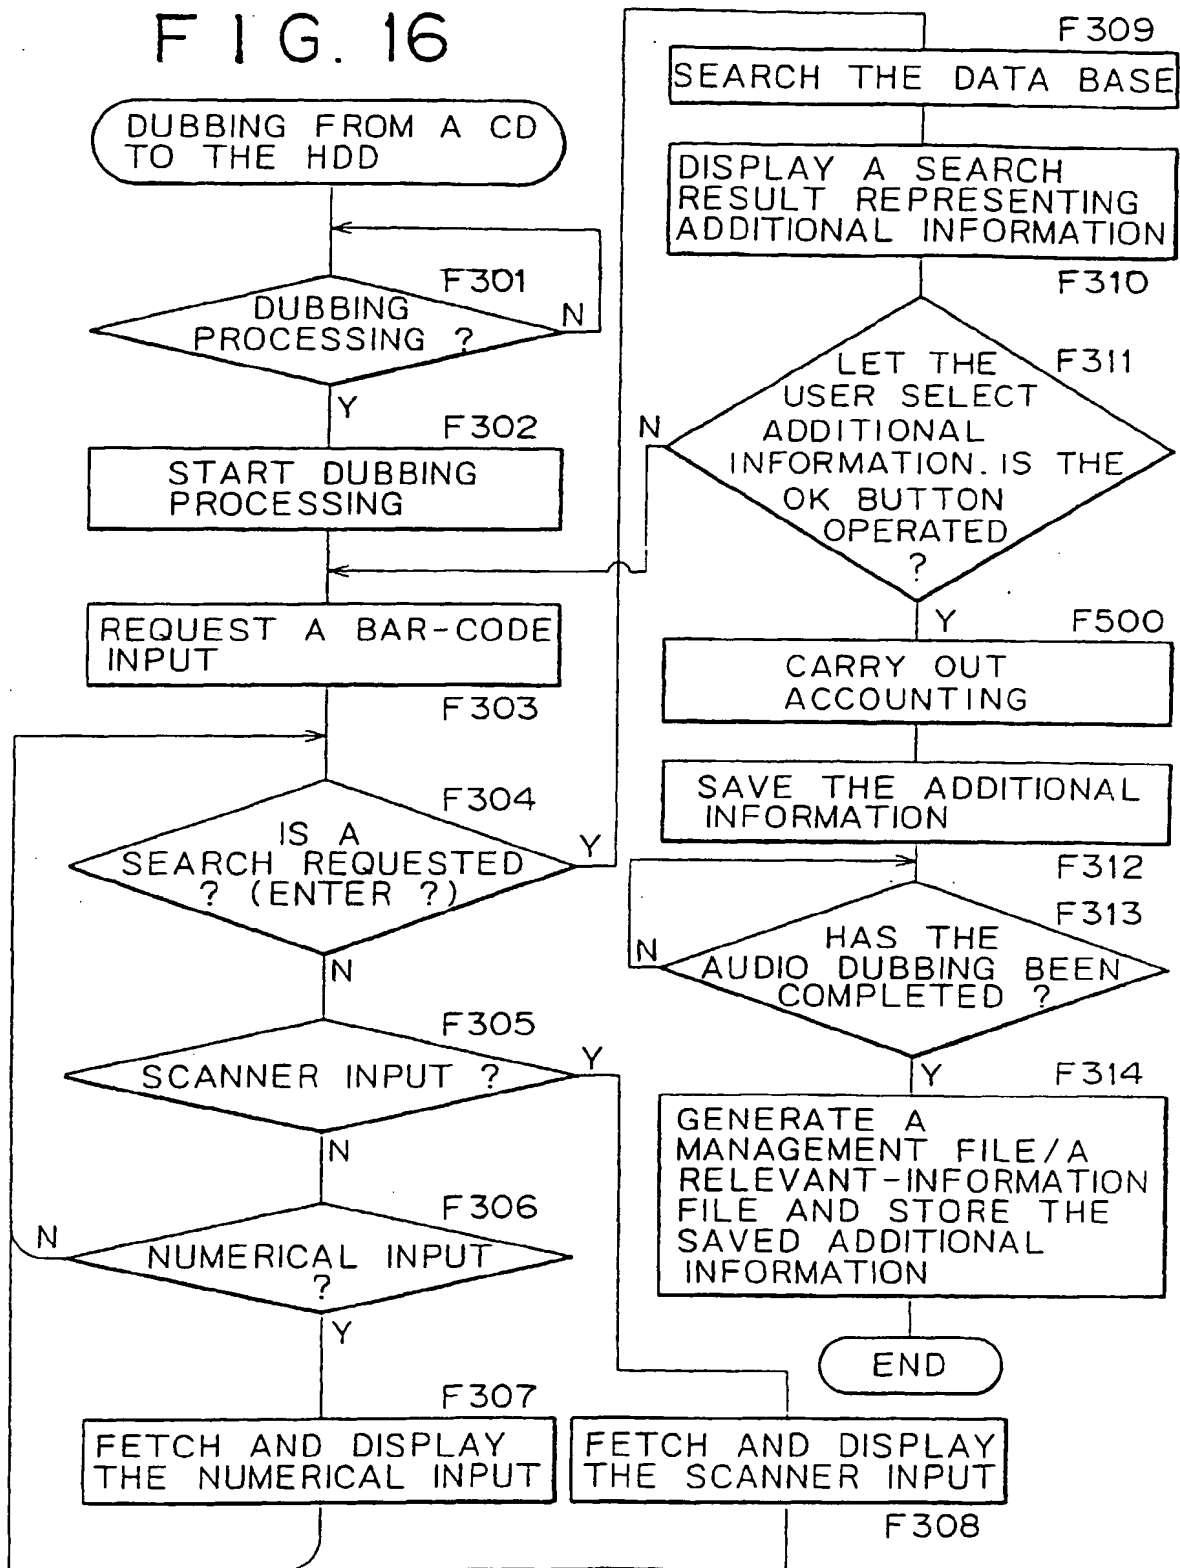 FIG. 16
DUBBING FROM A CD
TO THE HDD
F301
DUBBING
PROCESSING ?
N
Y
F302
START DUBBING
PROCESSING
REQUEST A BAR-CODE
INPUT
F303
F304
IS A
SEARCH REQUESTED
? (ENTER ?)
Y
N
F305
SCANNER INPUT ?
Y
N
F306
NUMERICAL INPUT
?
N
Y
F307
FETCH AND DISPLAY
THE NUMERICAL INPUT
FETCH AND DISPLAY
THE SCANNER INPUT
F308
F309
SEARCH THE DATA BASE
DISPLAY A SEARCH
RESULT REPRESENTING
ADDITIONAL INFORMATION
F310
F311
LET THE
USER SELECT
ADDITIONAL
INFORMATION. IS THE
OK BUTTON
OPERATED
?
N
Y
F500
CARRY OUT
ACCOUNTING
SAVE THE ADDITIONAL
INFORMATION
F312
F313
HAS THE
AUDIO DUBBING BEEN
COMPLETED ?
N
Y
F314
GENERATE A
MANAGEMENT FILE/A
RELEVANT-INFORMATION
FILE AND STORE THE
SAVED ADDITIONAL
INFORMATION
END